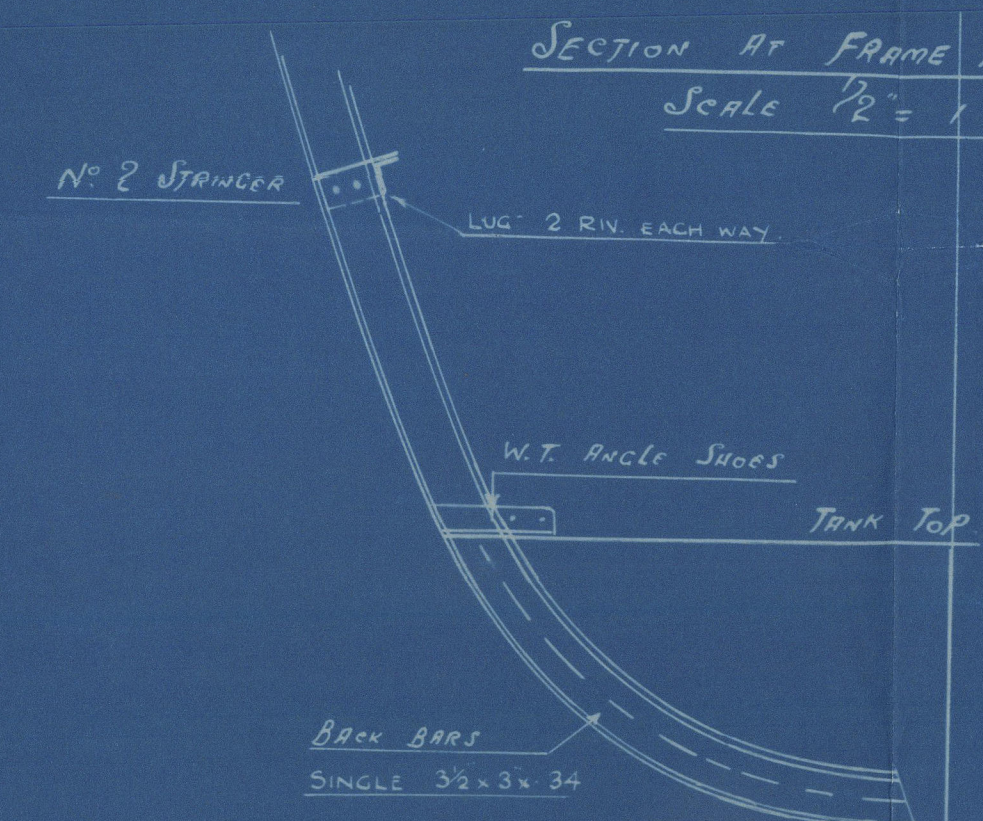 SECTION AT FRAME
SCALE 1/2" = 1
No. 2 STRINGER
LUG - 2 RIV. EACH WAY.
W.T. ANGLE SHOES
TANK TOP
BACK BARS
SINGLE 3½ x 3 x .34